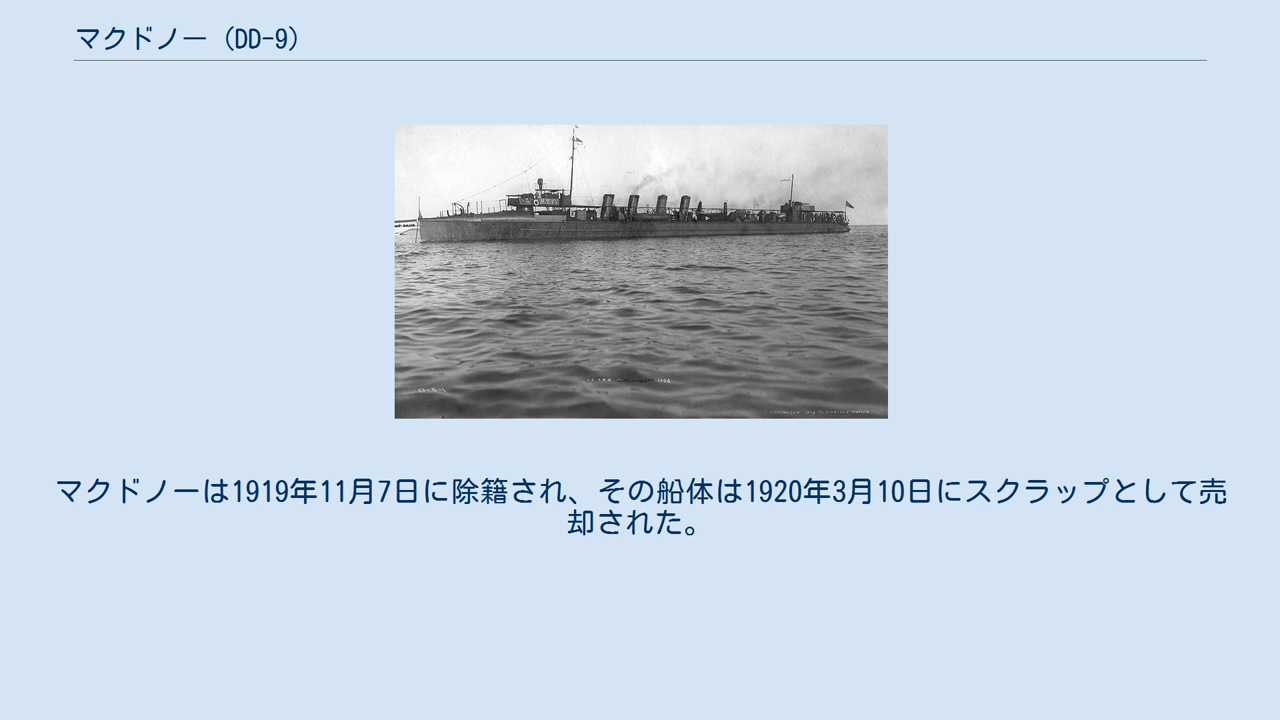 マクドノー（DD-9）
マクドノーは1919年11月7日に除籍され、その船体は1920年3月10日にスクラップとして売
却された。